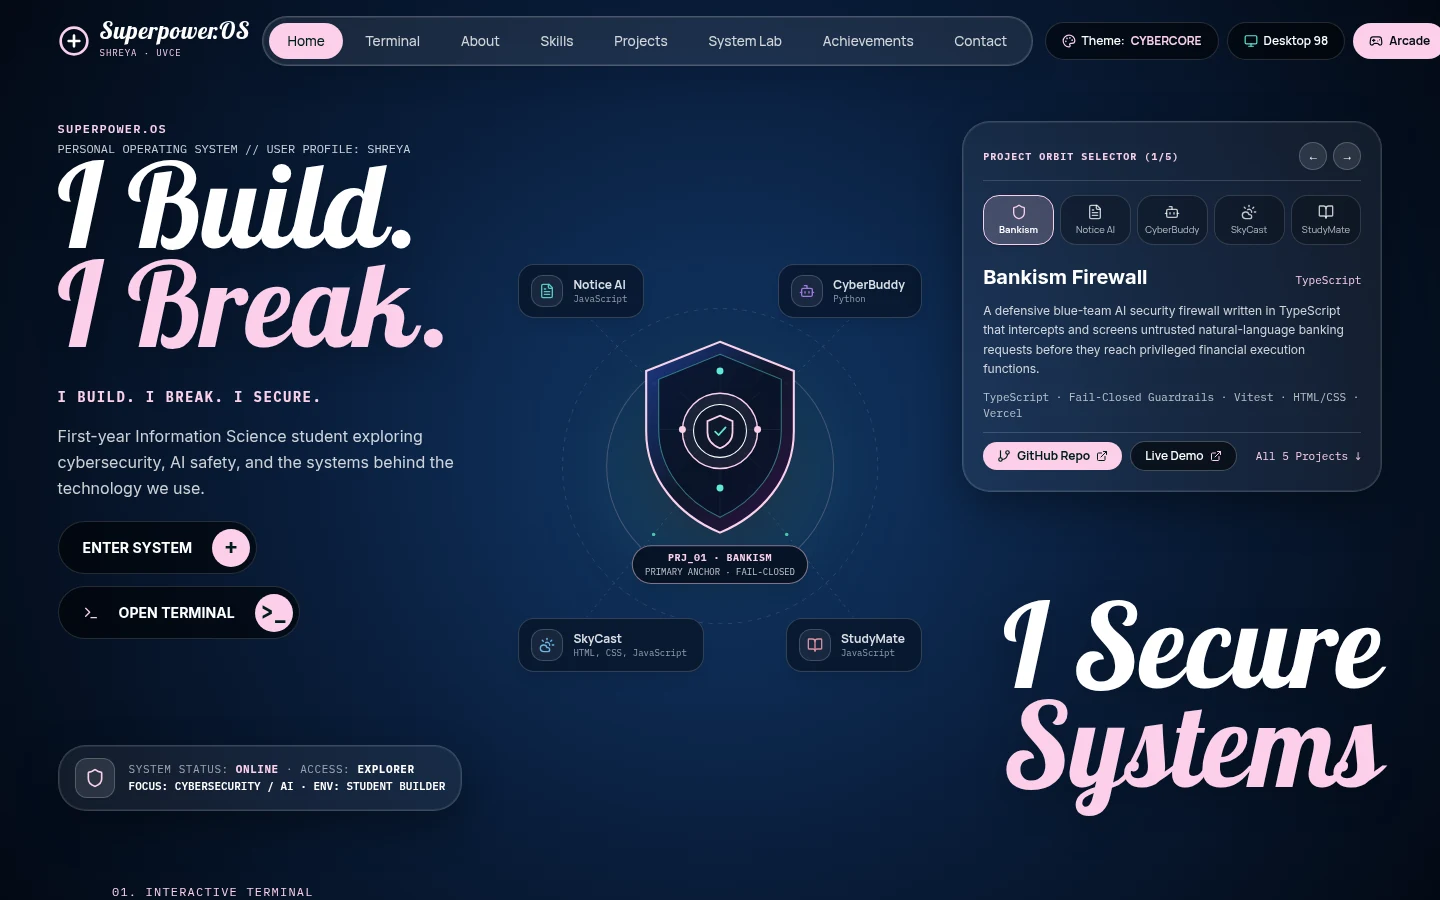 Superpower.OS
SHREYA · UVCE
Home
Terminal
About
Skills
Projects
System Lab
Achievements
Contact
Theme: CYBERCORE
Desktop 98
Arcade
SUPERPOWER.OS
PERSONAL OPERATING SYSTEM // USER PROFILE: SHREYA
I Build.
I Break.
I BUILD. I BREAK. I SECURE.
First-year Information Science student exploring
cybersecurity, AI safety, and the systems behind the
technology we use.
ENTER SYSTEM +
>_ OPEN TERMINAL >_
SYSTEM STATUS: ONLINE · ACCESS: EXPLORER
FOCUS: CYBERSECURITY / AI · ENV: STUDENT BUILDER
Notice AI
JavaScript
CyberBuddy
Python
PRJ_01 · BANKISM
PRIMARY ANCHOR · FAIL-CLOSED
SkyCast
HTML, CSS, JavaScript
StudyMate
JavaScript
PROJECT ORBIT SELECTOR (1/5)
← →
Bankism
Notice AI
CyberBuddy
SkyCast
StudyMate
Bankism Firewall
TypeScript
A defensive blue-team AI security firewall written in TypeScript
that intercepts and screens untrusted natural-language banking
requests before they reach privileged financial execution
functions.
TypeScript · Fail-Closed Guardrails · Vitest · HTML/CSS ·
Vercel
GitHub Repo
Live Demo
All 5 Projects ↓
I Secure
Systems
01. INTERACTIVE TERMINAL